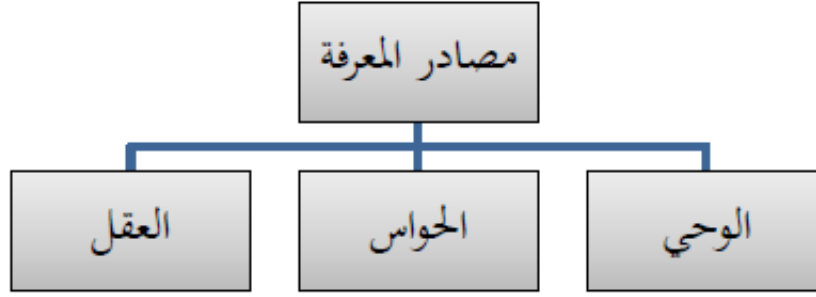 مصادر المعرفة
الوحي
الحواس
العقل